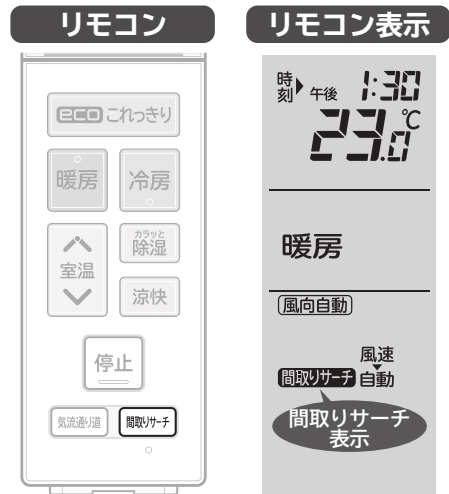 リモコン
eco これっきり
暖房
冷房
室温
カラッと
除湿
涼快
停止
気流通り道
間取りサーチ
リモコン表示
時刻 午後 1:30
23.0℃
暖房
風向自動
風速
間取りサーチ 自動
間取りサーチ
表示